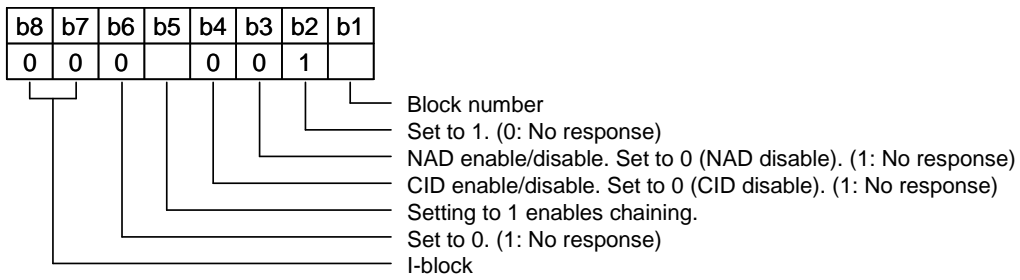 b8 b7 b6 b5 b4 b3 b2 b1
0 0 0 0 0 1
Block number
Set to 1. (0: No response)
NAD enable/disable. Set to 0 (NAD disable). (1: No response)
CID enable/disable. Set to 0 (CID disable). (1: No response)
Setting to 1 enables chaining.
Set to 0. (1: No response)
I-block